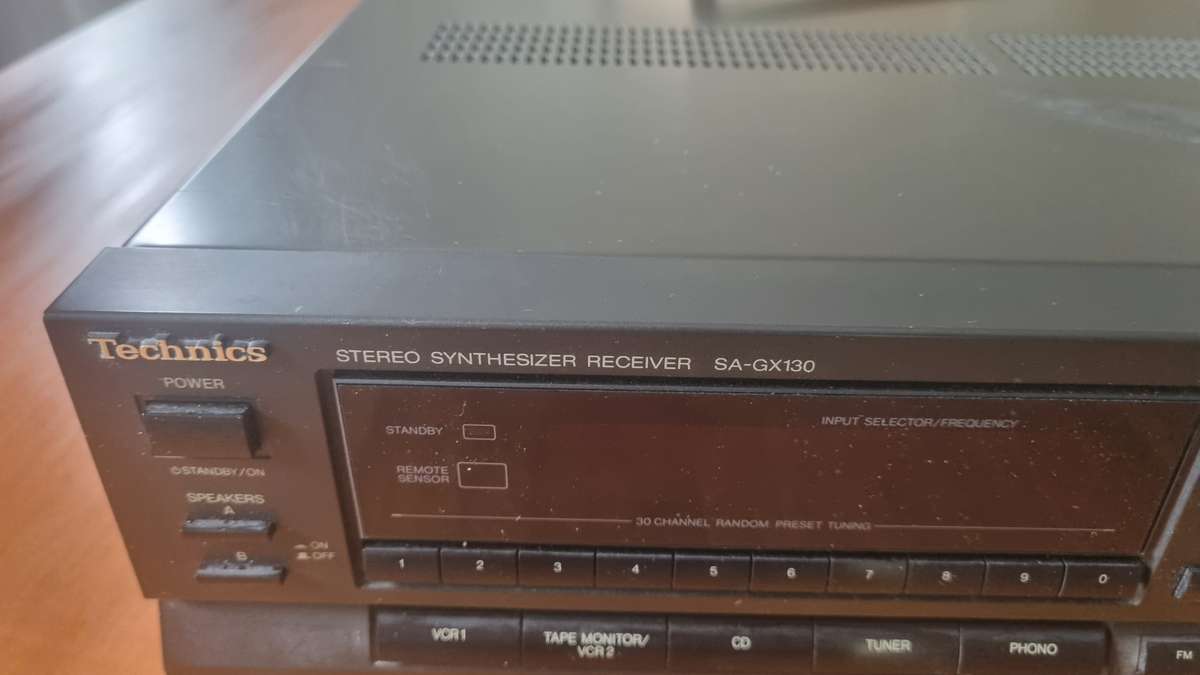 Technics
STEREO SYNTHESIZER RECEIVER SA-GX130
POWER
STANDBY/ON
SPEAKERS
A
B
ON
OFF
STANDBY
REMOTE
SENSOR
INPUT SELECTOR/FREQUENCY
30 CHANNEL RANDOM PRESET TUNING
1 2 3 4 5 6 7 8 9 0
VCR1
TAPE MONITOR/
VCR2
CD
TUNER
PHONO
FM